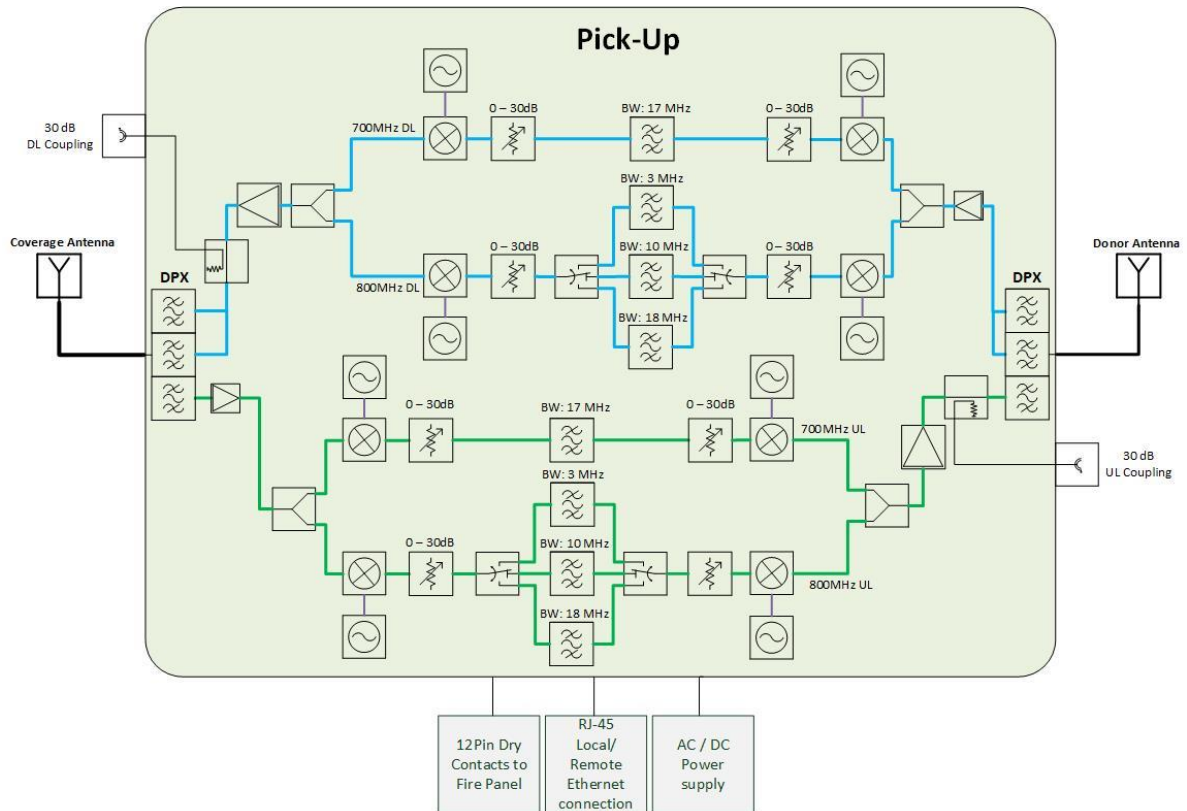 Pick-Up
30 dB
DL Coupling
0 – 30dB
BW: 17 MHz
0 – 30dB
700MHz DL
BW: 3 MHz
Coverage Antenna
Donor Antenna
0 – 30dB
BW: 10 MHz
0 – 30dB
DPX
DPX
800MHz DL
BW: 18 MHz
0 – 30dB
BW: 17 MHz
0 – 30dB
700MHz UL
30 dB
UL Coupling
BW: 3 MHz
0 – 30dB
BW: 10 MHz
800MHz UL
BW: 18 MHz
12Pin Dry
Contacts to
Fire Panel
RJ-45
Local/
Remote
Ethernet
connection
AC / DC
Power
supply